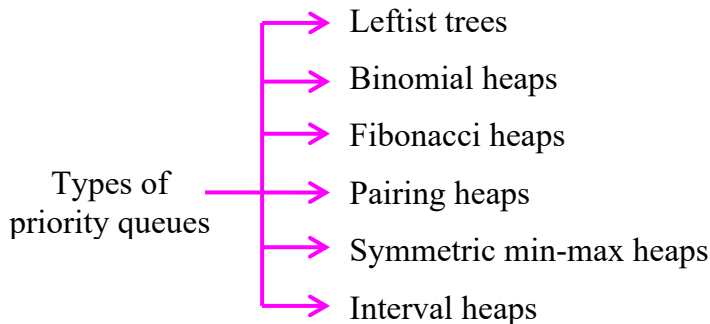 Types of
priority queues
Leftist trees
Binomial heaps
Fibonacci heaps
Pairing heaps
Symmetric min-max heaps
Interval heaps